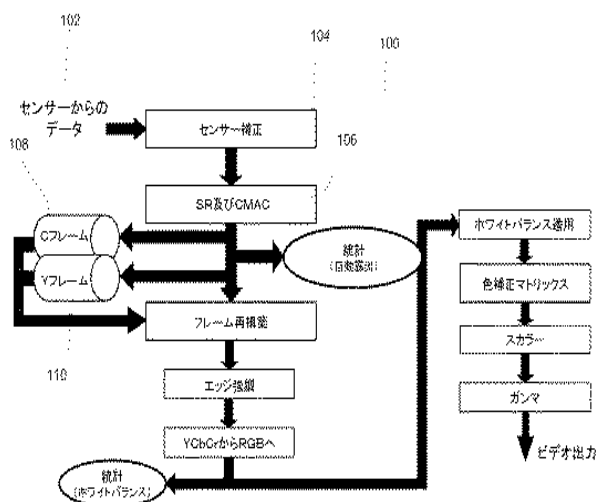 102
104
100
センサーからの
データ
センサー補正
106
108
SR及びCMAC
Cフレーム
Yフレーム
統計
(自動露出)
ホワイトバランス適用
色補正マトリックス
フレーム再構築
110
スカラー
エッジ強調
ガンマ
YCbCrからRGBへ
ビデオ出力
統計
(ホワイトバランス)